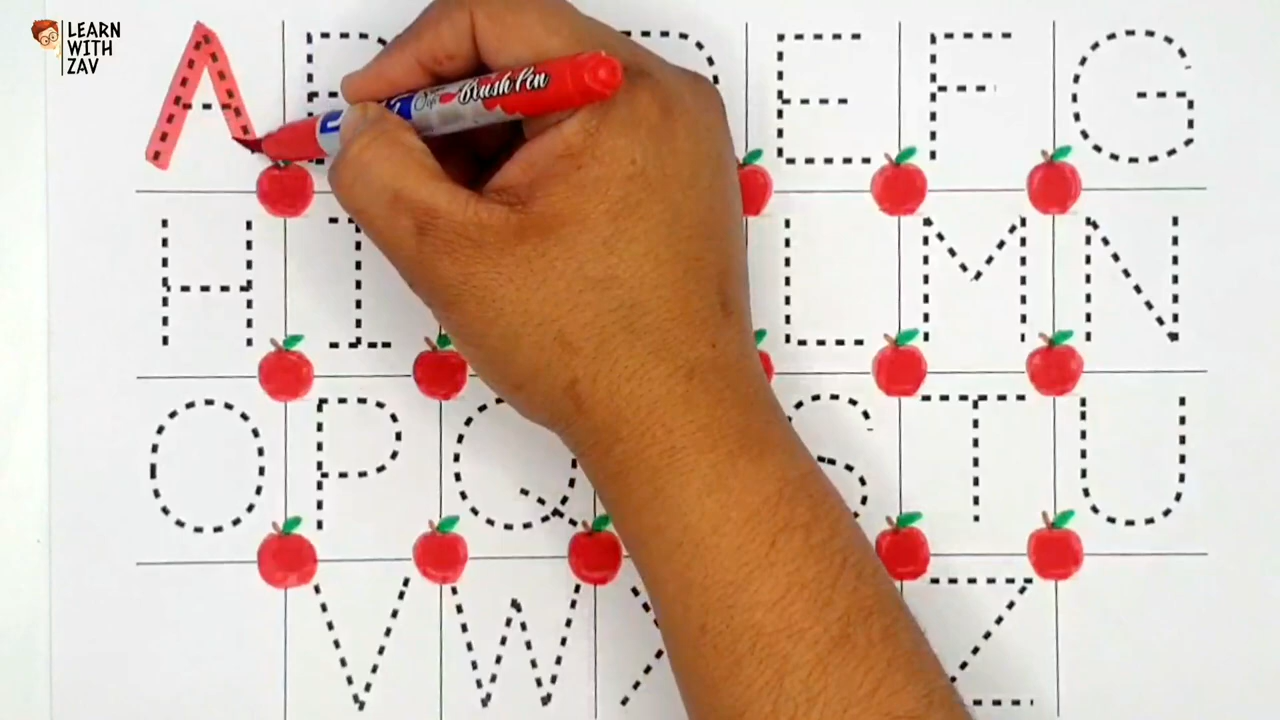 LEARN
WITH
ZAV
Brush Pen
A E F G
H I L M N
O P Q S T U
V W Z